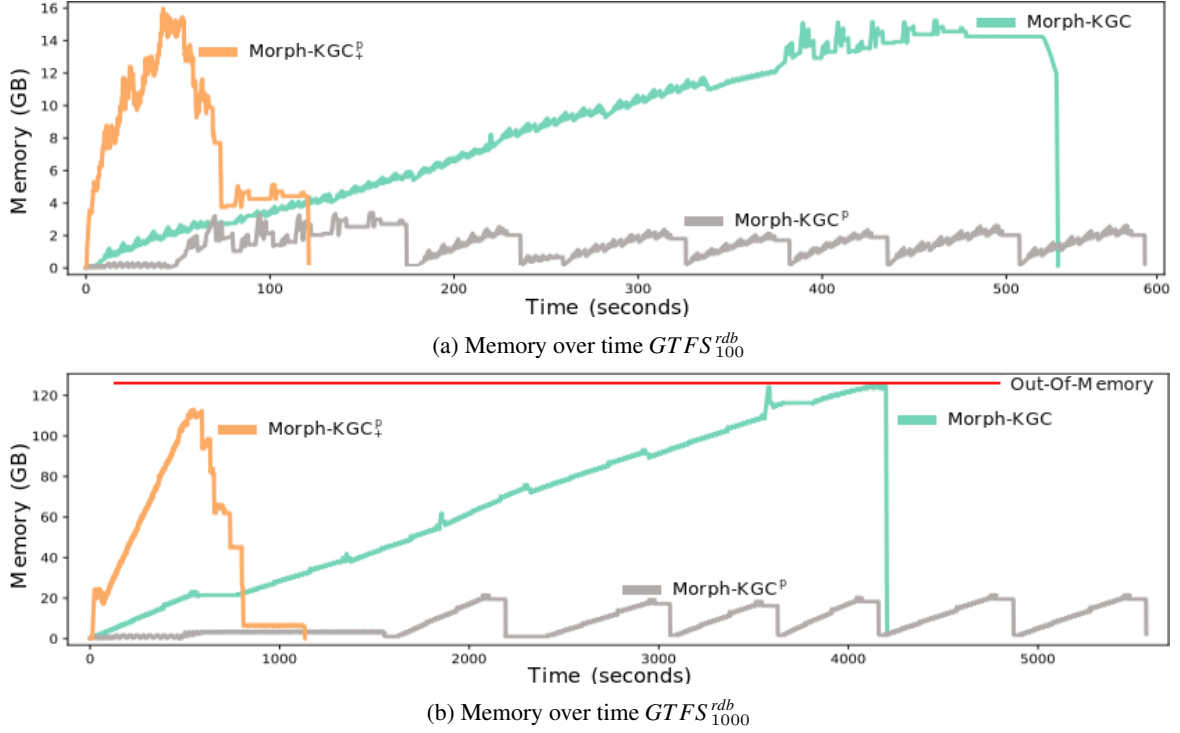 16
14
12
10
8
6
4
2
0
Memory (GB)
Morph-KGC₊ᵖ
Morph-KGC
Morph-KGCᵖ
0 100 200 300 400 500 600
Time (seconds)
(a) Memory over time GTFS₁₀₀ʳᵈᵇ
120
100
80
60
40
20
0
Memory (GB)
Out-Of-Memory
Morph-KGC₊ᵖ
Morph-KGC
Morph-KGCᵖ
0 1000 2000 3000 4000 5000
Time (seconds)
(b) Memory over time GTFS₁₀₀₀ʳᵈᵇ